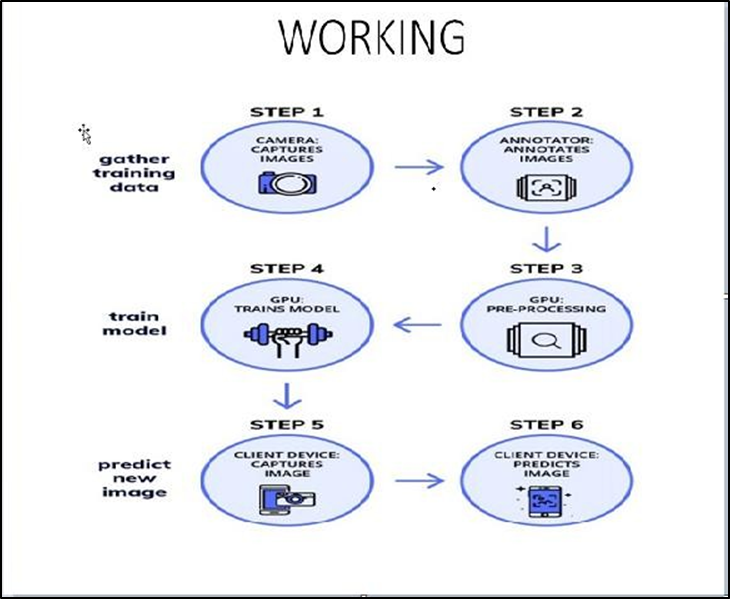 WORKING
STEP 1
STEP 2
gather
training
data
CAMERA:
CAPTURES
IMAGES
ANNOTATOR:
ANNOTATES
IMAGES
STEP 4
STEP 3
train
model
GPU:
TRAINS MODEL
GPU:
PRE-PROCESSING
STEP 5
STEP 6
predict
new
image
CLIENT DEVICE:
CAPTURES
IMAGE
CLIENT DEVICE:
PREDICTS
IMAGE